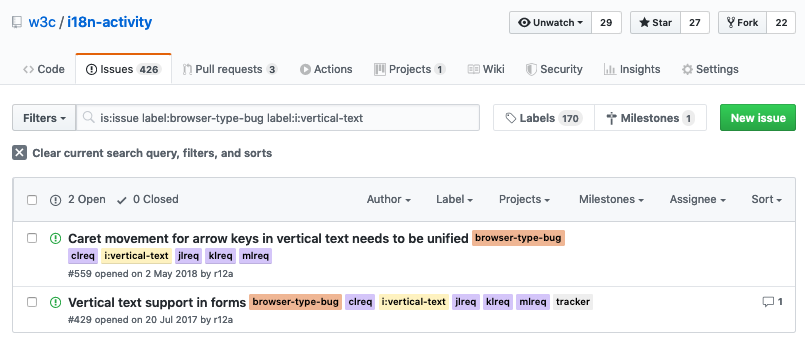 w3c / i18n-activity
Unwatch 29 Star 27 Fork 22
Code Issues 426 Pull requests 3 Actions Projects 1 Wiki Security Insights Settings
Filters is:issue label:browser-type-bug label:i:vertical-text Labels 170 Milestones 1 New issue
Clear current search query, filters, and sorts
2 Open 0 Closed Author Label Projects Milestones Assignee Sort
Caret movement for arrow keys in vertical text needs to be unified browser-type-bug
clreq i:vertical-text jlreq klreq mlreq
#559 opened on 2 May 2018 by r12a
Vertical text support in forms browser-type-bug clreq i:vertical-text jlreq klreq mlreq tracker 1
#429 opened on 20 Jul 2017 by r12a